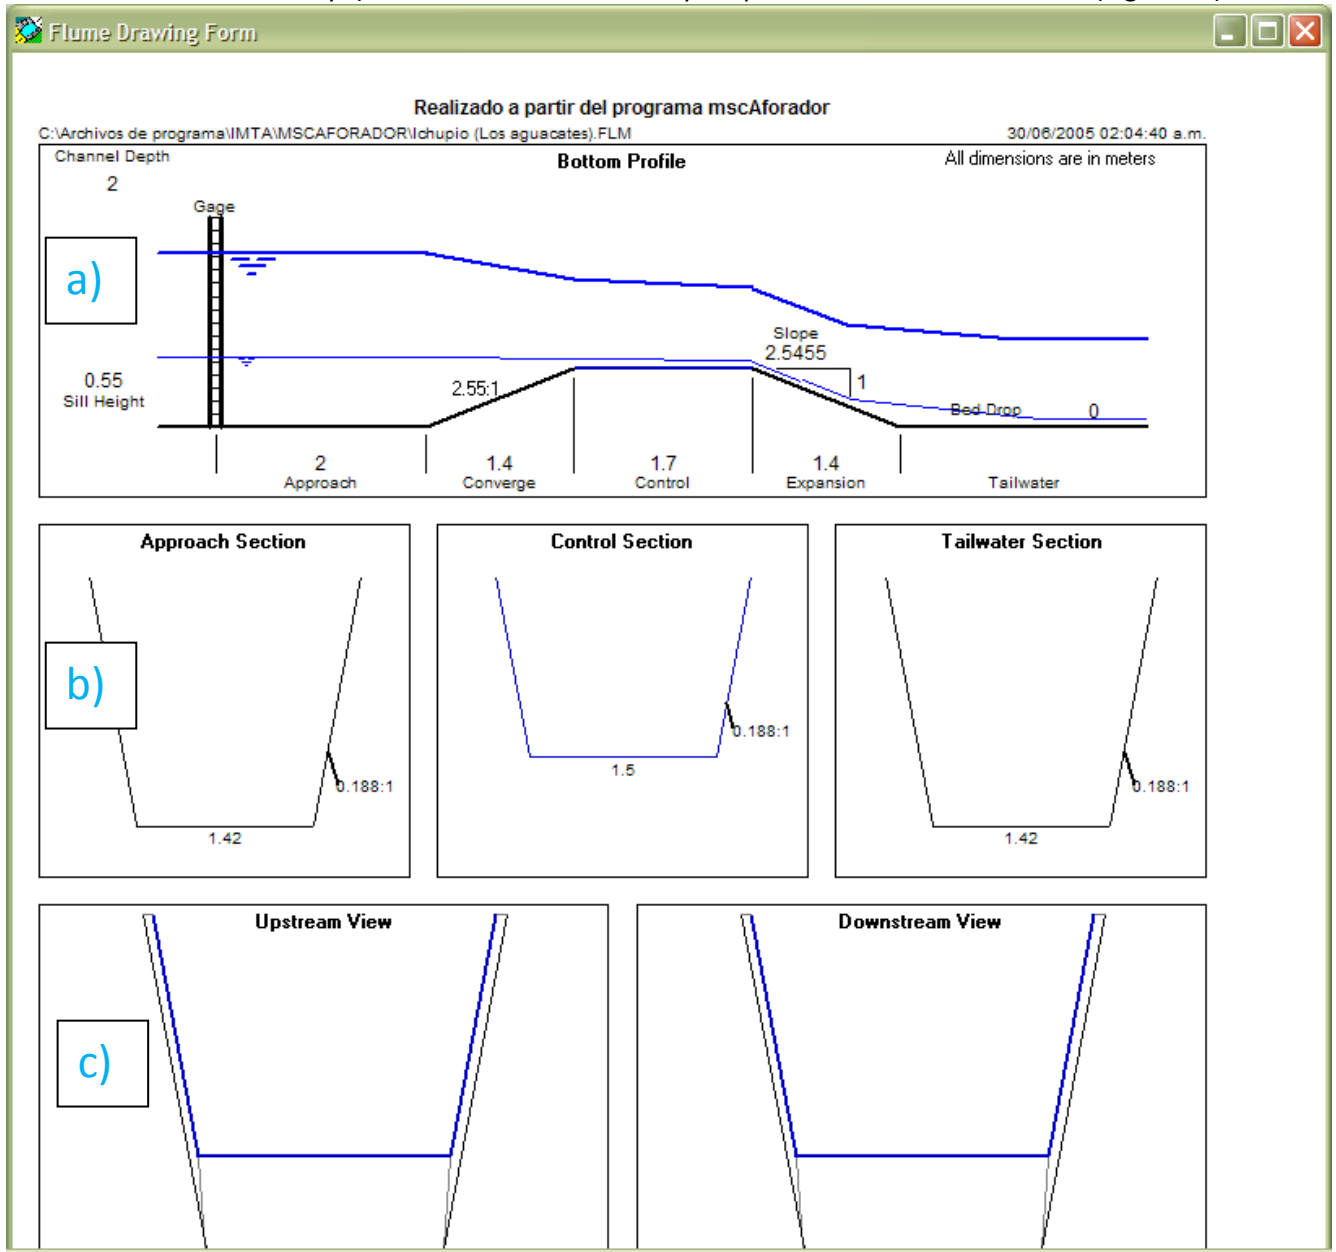 Flume Drawing Form
Realizado a partir del programa mscAforador
C:\Archivos de programa\IMTA\MSCAFORADOR\Ichupio (Los aguacates).FLM
30/06/2005 02:04:40 a.m.
Channel Depth
2
Bottom Profile
All dimensions are in meters
Gage
a)
Slope
2.5455
1
0.55
Sill Height
2.55:1
Bed Drop 0
2
Approach
1.4
Converge
1.7
Control
1.4
Expansion
Tailwater
Approach Section
Control Section
Tailwater Section
b)
0.188:1
1.42
0.188:1
1.5
0.188:1
1.42
Upstream View
Downstream View
c)